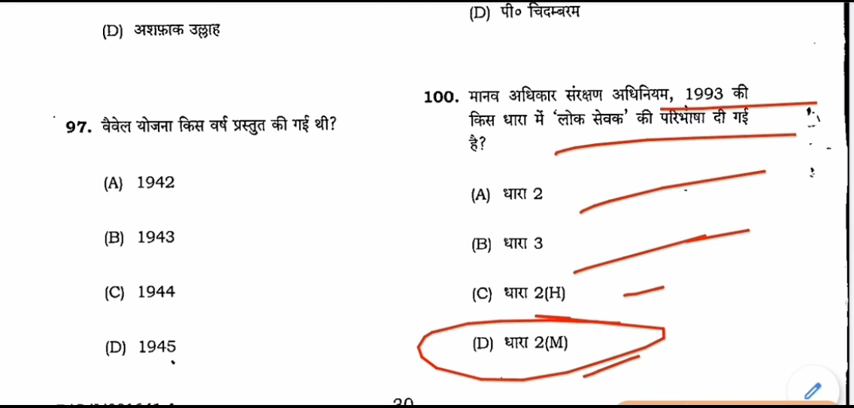 (D) अशफ़ाक उल्लाह
97. वैवेल योजना किस वर्ष प्रस्तुत की गई थी?
(A) 1942
(B) 1943
(C) 1944
(D) 1945
(D) पी० चिदम्बरम
100. मानव अधिकार संरक्षण अधिनियम, 1993 की
किस धारा में ‘लोक सेवक’ की परिभाषा दी गई
है?
(A) धारा 2
(B) धारा 3
(C) धारा 2(H)
(D) धारा 2(M)